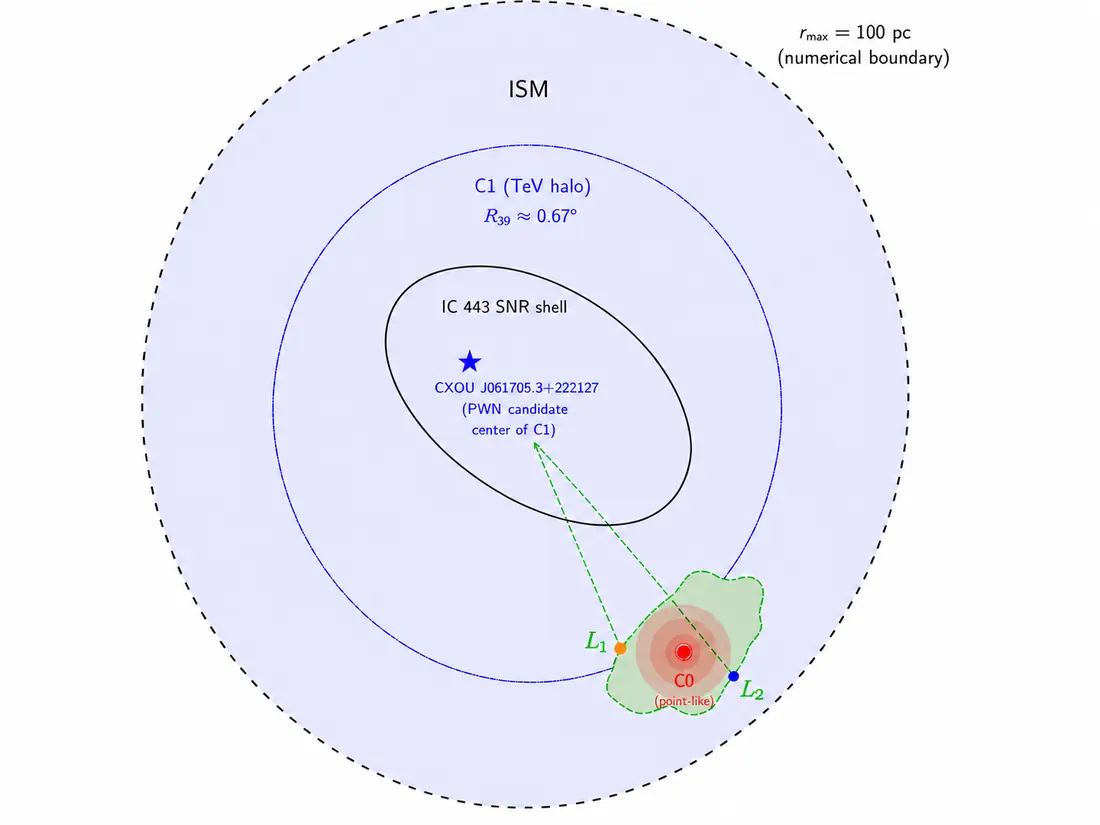 r_max = 100 pc
(numerical boundary)
ISM
C1 (TeV halo)
R_39 ≈ 0.67°
IC 443 SNR shell
CXOU J061705.3+222127
(PWN candidate
center of C1)
L_1
C0
(point-like)
L_2